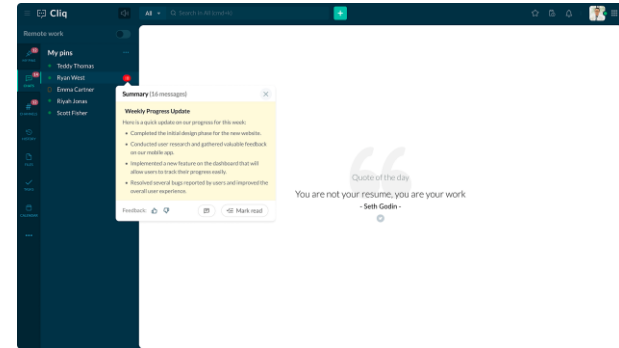 Cliq
All
Search in All (cmd+K)
Remote work
My pins
Teddy Thomas
Ryan West
Emma Cartner
Riyah Jonas
Scott Fisher
CHANNELS
HISTORY
CALENDAR
Summary (16 messages)
Weekly Progress Update
Here is a quick update on our progress for this week:
• Completed the initial design phase for the new website.
• Conducted user research and gathered valuable feedback
on our mobile app.
• Implemented a new feature on the dashboard that will
allow users to track their progress easily.
• Resolved several bugs reported by users and improved the
overall user experience.
Feedback:
Mark read
Quote of the day
You are not your resume, you are your work
- Seth Godin -